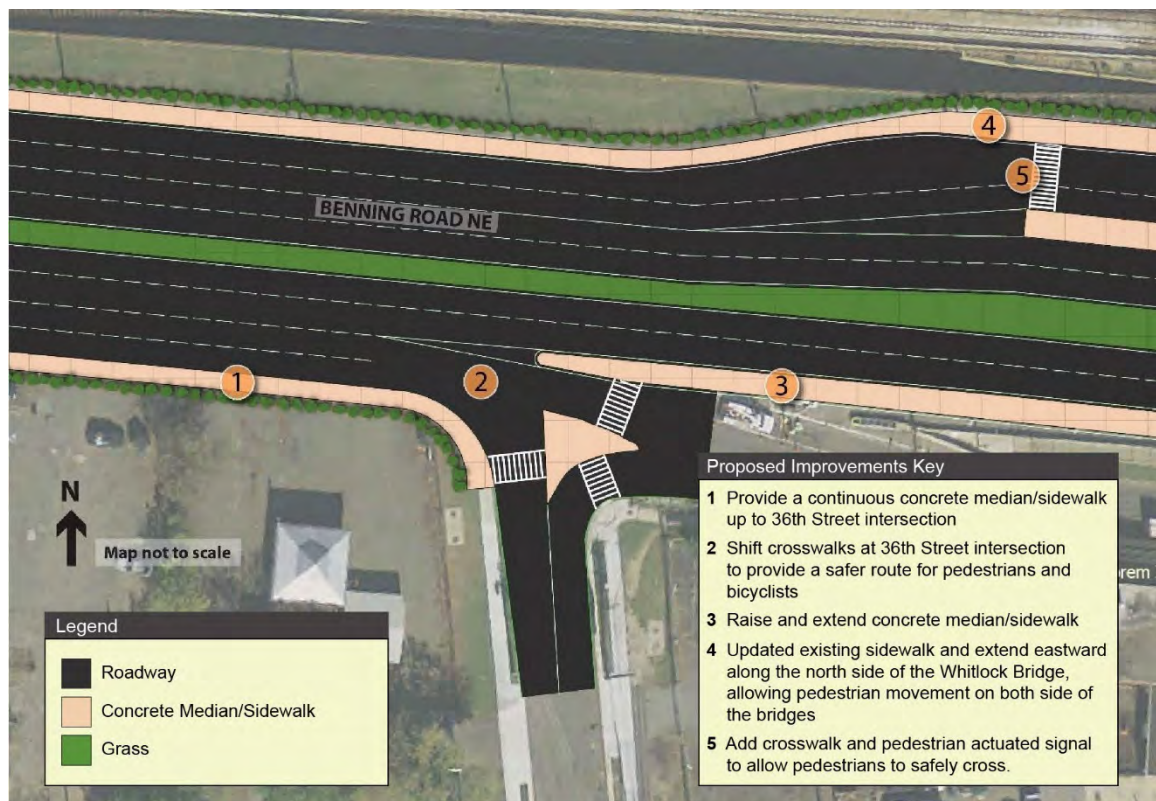 4
5
BENNING ROAD NE
1
2
3
N
Map not to scale
Legend
Roadway
Concrete Median/Sidewalk
Grass
Proposed Improvements Key
1 Provide a continuous concrete median/sidewalk
up to 36th Street intersection
2 Shift crosswalks at 36th Street intersection
to provide a safer route for pedestrians and
bicyclists
3 Raise and extend concrete median/sidewalk
4 Updated existing sidewalk and extend eastward
along the north side of the Whitlock Bridge,
allowing pedestrian movement on both side of
the bridges
5 Add crosswalk and pedestrian actuated signal
to allow pedestrians to safely cross.